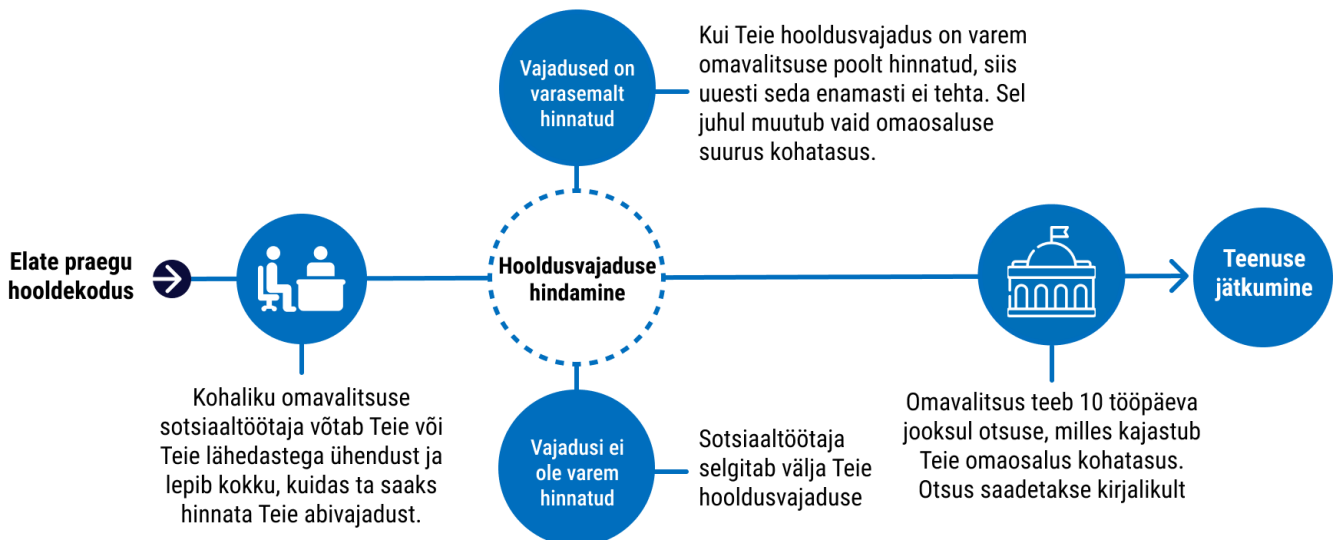 Elate praegu
hooldekodus
Kohaliku omavalitsuse
sotsiaaltöötaja võtab Teie või
Teie lähedastega ühendust ja
lepib kokku, kuidas ta saaks
hinnata Teie abivajadust.
Vajadused on
varasemalt
hinnatud
Kui Teie hooldusvajadus on varem
omavalitsuse poolt hinnatud, siis
uuesti seda enamasti ei tehta. Sel
juhul muutub vaid omaosaluse
suurus kohatasus.
Hooldusvajaduse
hindamine
Vajadusi ei
ole varem
hinnatud
Sotsiaaltöötaja
selgitab välja Teie
hooldusvajaduse
Omavalitsus teeb 10 tööpäeva
jooksul otsuse, milles kajastub
Teie omaosalus kohatasus.
Otsus saadetakse kirjalikult
Teenuse
jätkumine